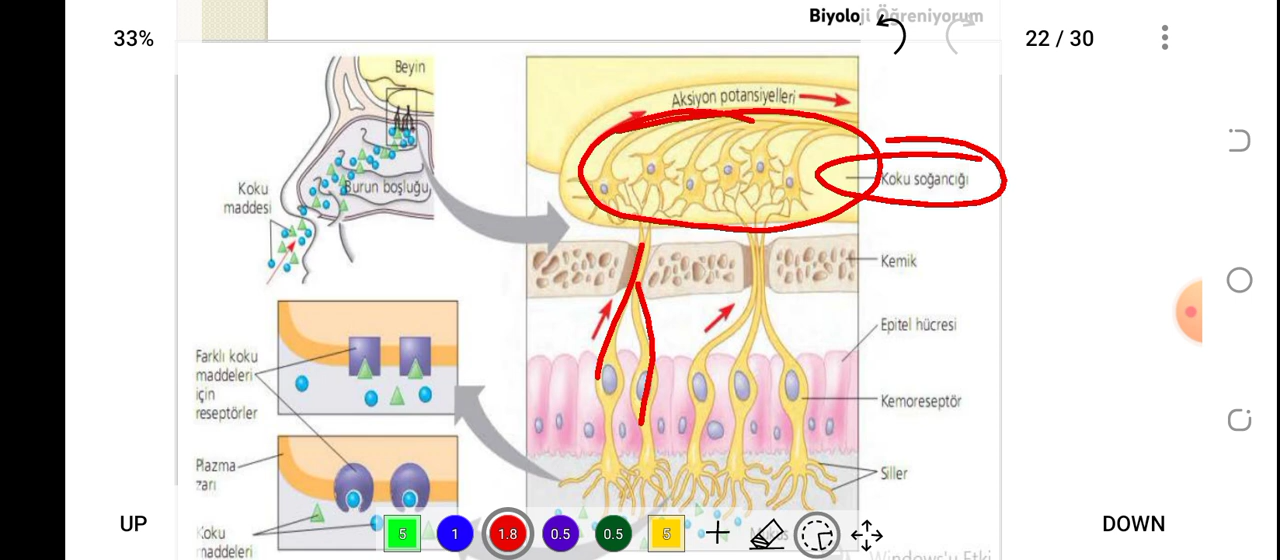 Biyoloji Öğreniyorum
33%
22 / 30
Beyin
Burun boşluğu
Koku
maddesi
Aksiyon potansiyelleri
Koku soğancığı
Kemik
Epitel hücresi
Kemoreseptör
Siller
Farklı koku
maddeleri
için
reseptörler
Plazma
zarı
Koku
maddeleri
UP
5
1
1.8
0.5
0.5
5
DOWN
Windows'u Etki